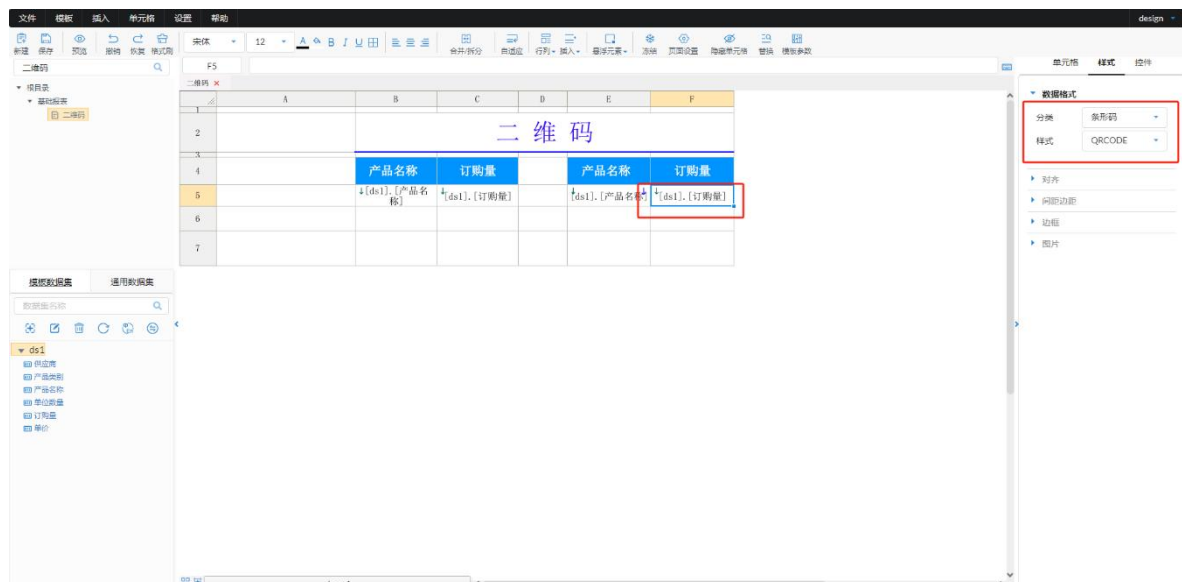 文件 模板 插入 单元格 设置 帮助 design
新建 保存 预览 撤销 恢复 格式刷 宋体 12 A B I U 合并/拆分 自适应 行列 插入 悬浮元素 冻结 页面设置 隐藏单元格 替换 模板参数
二维码 F5 单元格 样式 控件
二维码
根目录
基础报表
二维码
A B C D E F
1
2 二维码
3
4 产品名称 订购量 产品名称 订购量
5 [ds1].[产品名称] [ds1].[订购量] [ds1].[产品名称] [ds1].[订购量]
6
7
数据格式
分类 条形码
样式 QRCODE
对齐
间距边距
边框
图片
模板数据集 通用数据集
数据集名称
ds1
供应商
产品类别
产品名称
单位数量
订购量
单价